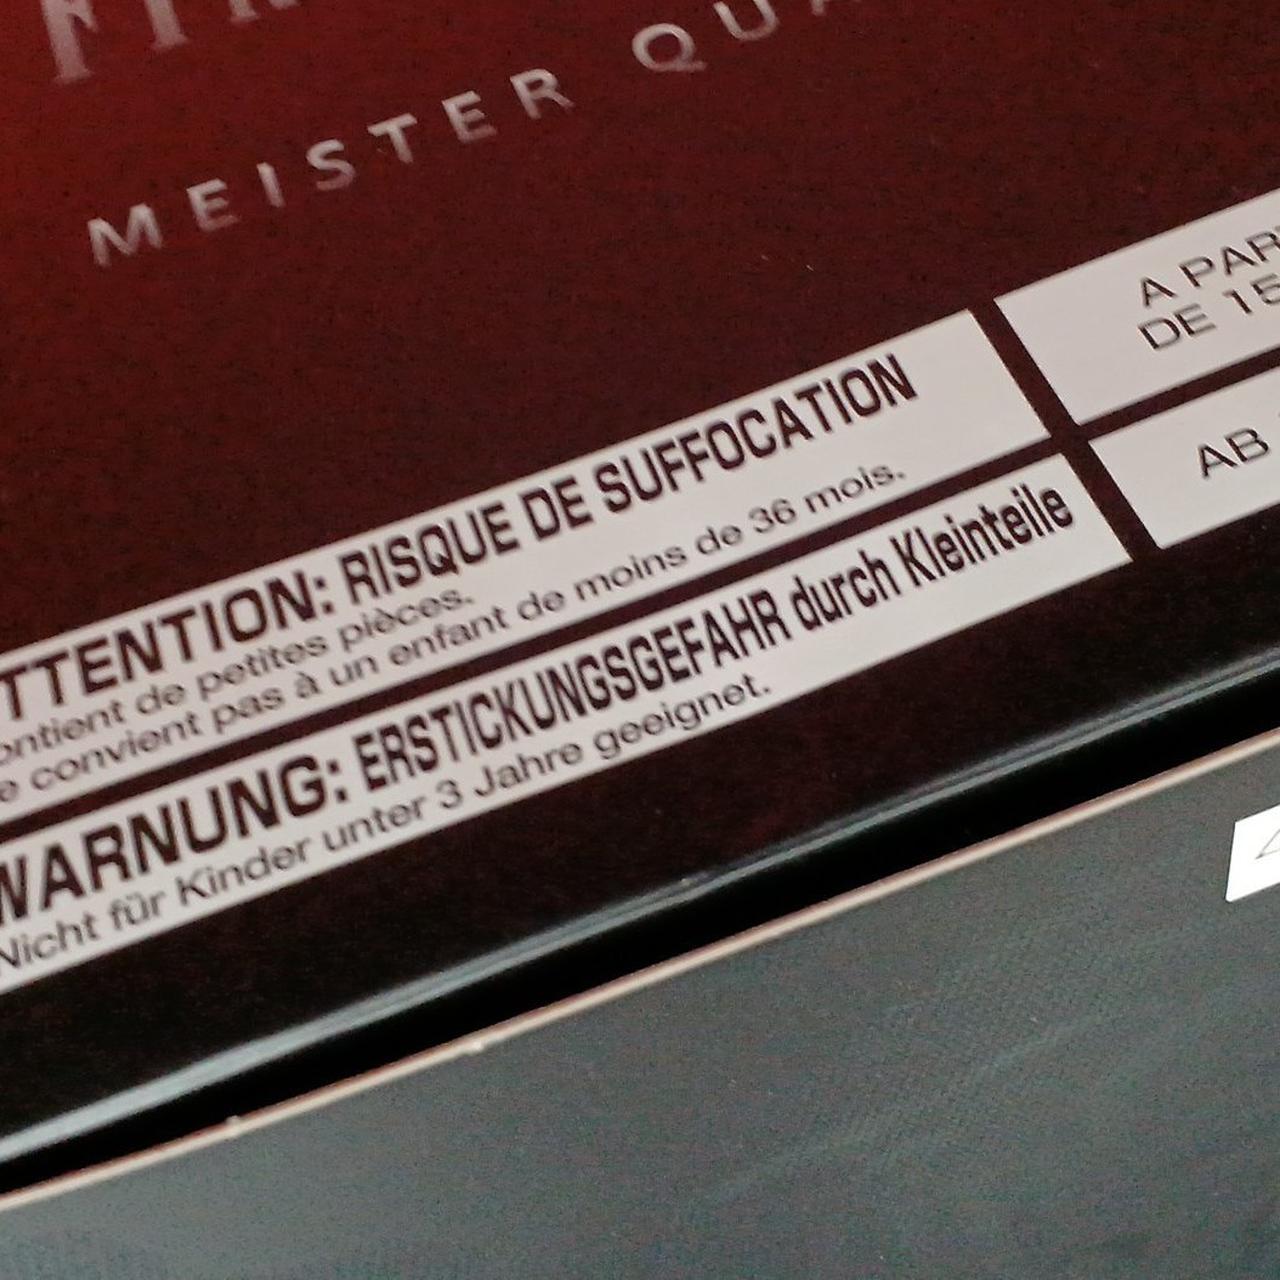 MEISTER
TTENTION: RISQUE DE SUFFOCATION
ontient de petites pièces.
e convient pas à un enfant de moins de 36 mois.
WARNUNG: ERSTICKUNGSGEFAHR durch Kleinteile
Nicht für Kinder unter 3 Jahre geeignet.
A PAR
DE 15
AB